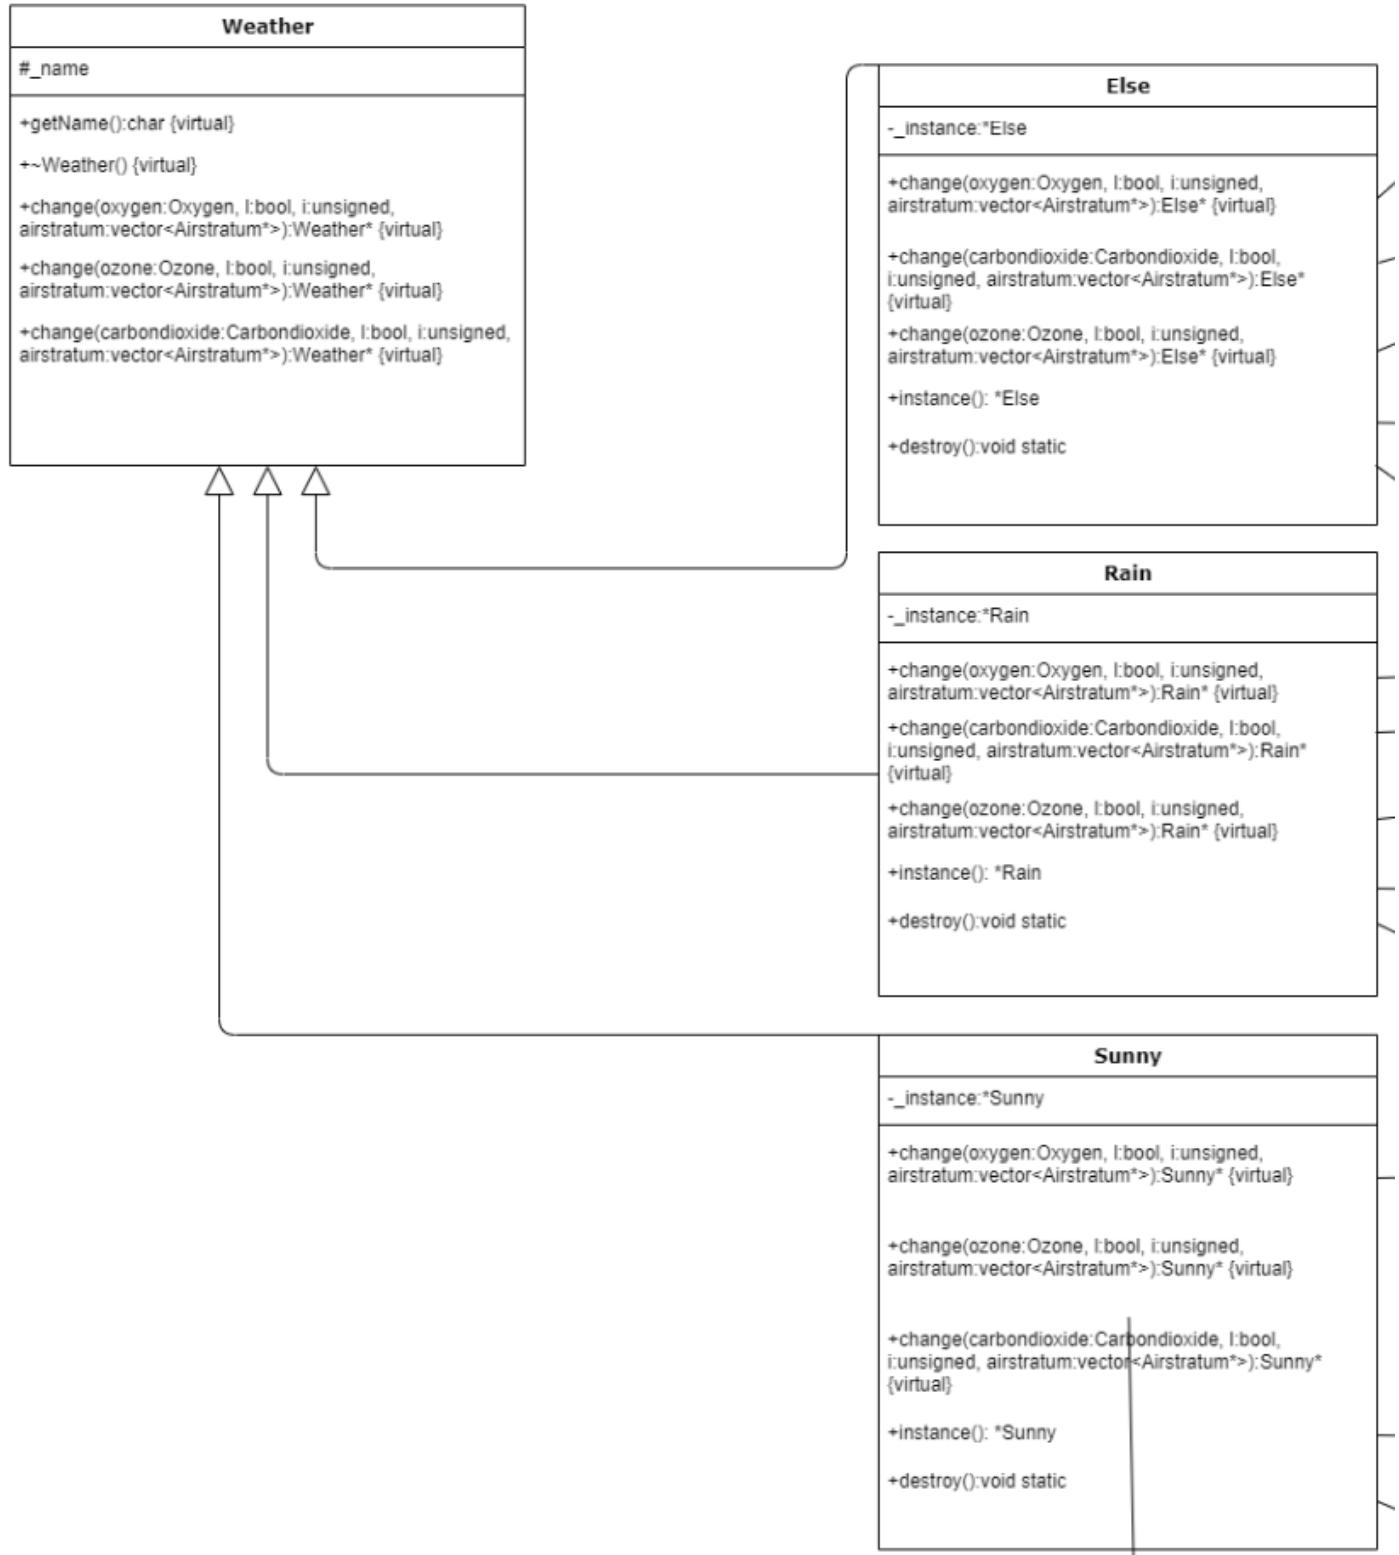 Weather
#_name
+getName():char {virtual}
+~Weather() {virtual}
+change(oxygen:Oxygen, l:bool, i:unsigned,
airstratum:vector<Airstratum*>):Weather* {virtual}
+change(ozone:Ozone, l:bool, i:unsigned,
airstratum:vector<Airstratum*>):Weather* {virtual}
+change(carbondioxide:Carbondioxide, l:bool, i:unsigned,
airstratum:vector<Airstratum*>):Weather* {virtual}
Else
-_instance:*Else
+change(oxygen:Oxygen, l:bool, i:unsigned,
airstratum:vector<Airstratum*>):Else* {virtual}
+change(carbondioxide:Carbondioxide, l:bool,
i:unsigned, airstratum:vector<Airstratum*>):Else*
{virtual}
+change(ozone:Ozone, l:bool, i:unsigned,
airstratum:vector<Airstratum*>):Else* {virtual}
+instance(): *Else
+destroy():void static
Rain
-_instance:*Rain
+change(oxygen:Oxygen, l:bool, i:unsigned,
airstratum:vector<Airstratum*>):Rain* {virtual}
+change(carbondioxide:Carbondioxide, l:bool,
i:unsigned, airstratum:vector<Airstratum*>):Rain*
{virtual}
+change(ozone:Ozone, l:bool, i:unsigned,
airstratum:vector<Airstratum*>):Rain* {virtual}
+instance(): *Rain
+destroy():void static
Sunny
-_instance:*Sunny
+change(oxygen:Oxygen, l:bool, i:unsigned,
airstratum:vector<Airstratum*>):Sunny* {virtual}
+change(ozone:Ozone, l:bool, i:unsigned,
airstratum:vector<Airstratum*>):Sunny* {virtual}
+change(carbondioxide:Carbondioxide, l:bool,
i:unsigned, airstratum:vector<Airstratum*>):Sunny*
{virtual}
+instance(): *Sunny
+destroy():void static